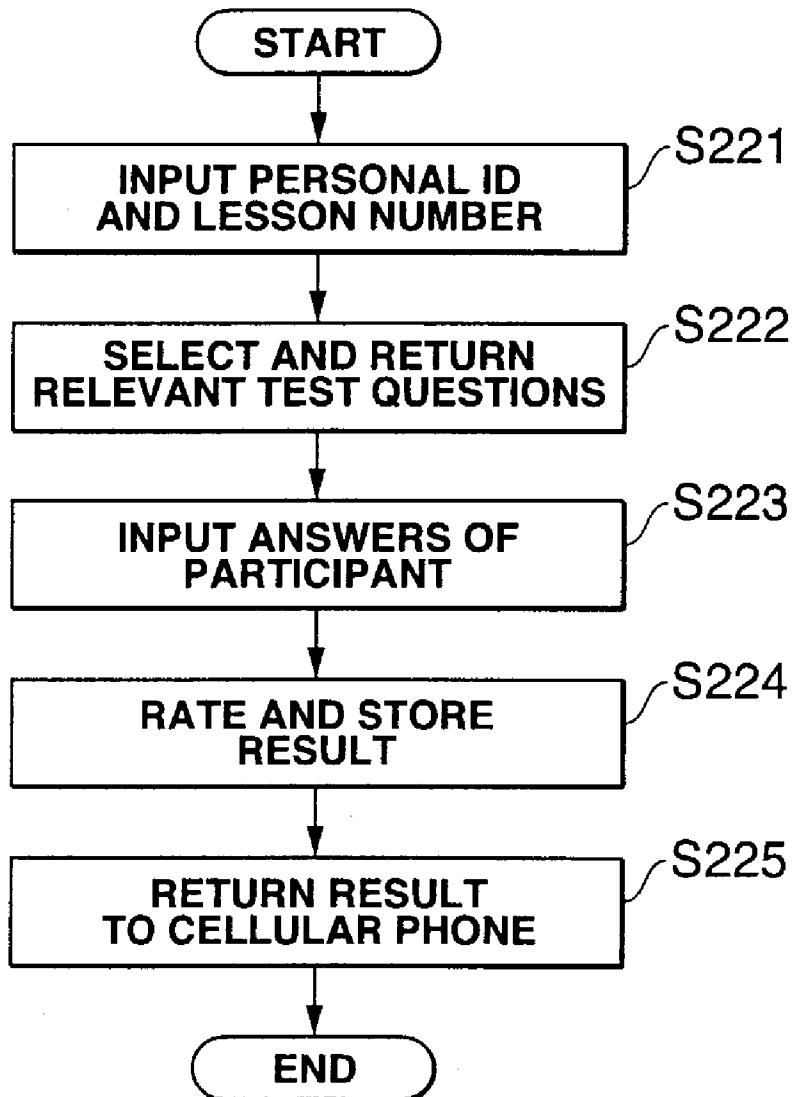 START
S221
INPUT PERSONAL ID
AND LESSON NUMBER
S222
SELECT AND RETURN
RELEVANT TEST QUESTIONS
S223
INPUT ANSWERS OF
PARTICIPANT
S224
RATE AND STORE
RESULT
S225
RETURN RESULT
TO CELLULAR PHONE
END